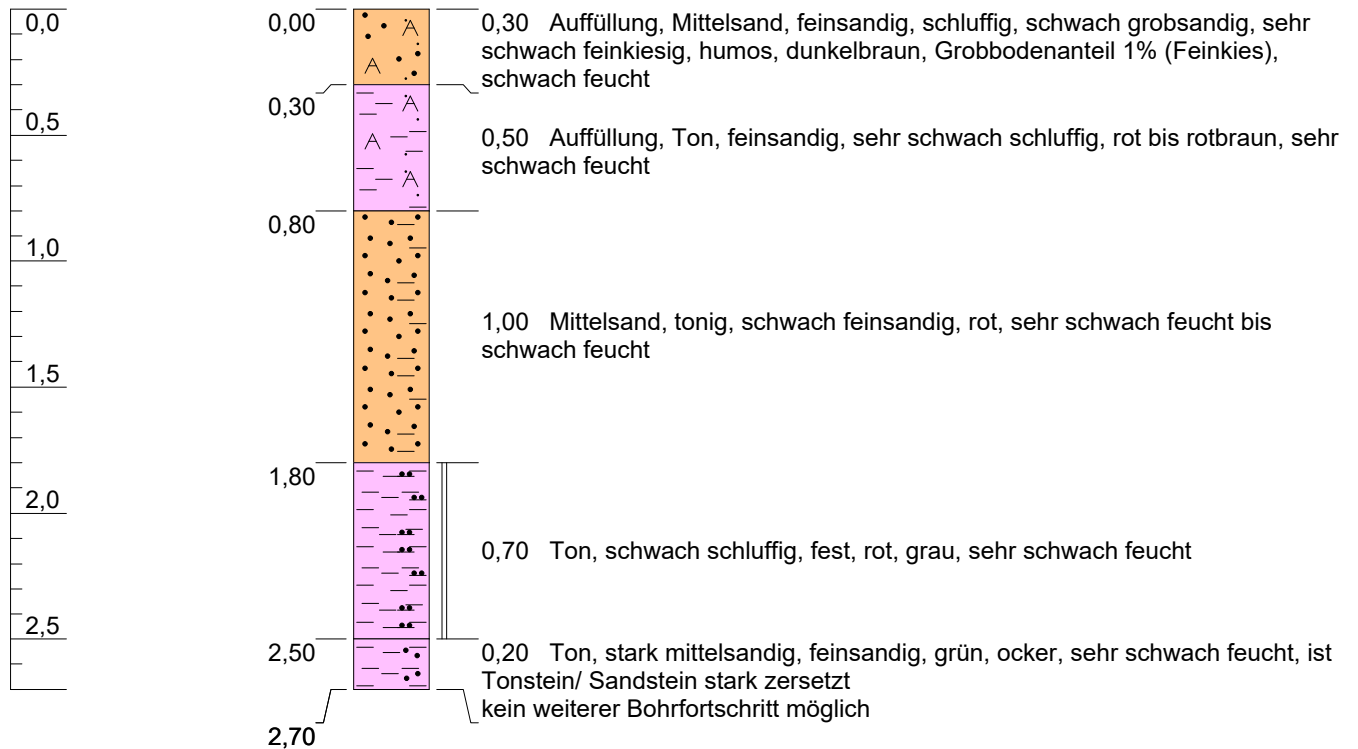 0,0
0,5
1,0
1,5
2,0
2,5
0,00
0,30
0,80
1,80
2,50
2,70
A
A
A
A
A
0,30 Auffüllung, Mittelsand, feinsandig, schluffig, schwach grobsandig, sehr
schwach feinkiesig, humos, dunkelbraun, Grobbodenanteil 1% (Feinkies),
schwach feucht
0,50 Auffüllung, Ton, feinsandig, sehr schwach schluffig, rot bis rotbraun, sehr
schwach feucht
1,00 Mittelsand, tonig, schwach feinsandig, rot, sehr schwach feucht bis
schwach feucht
0,70 Ton, schwach schluffig, fest, rot, grau, sehr schwach feucht
0,20 Ton, stark mittelsandig, feinsandig, grün, ocker, sehr schwach feucht, ist
Tonstein/ Sandstein stark zersetzt
kein weiterer Bohrfortschritt möglich